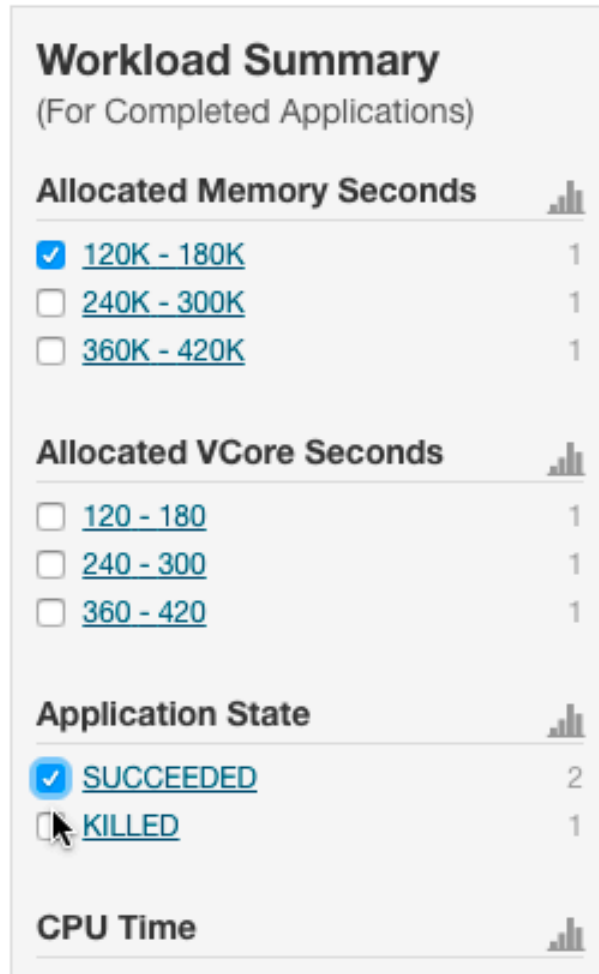 Workload Summary
(For Completed Applications)
Allocated Memory Seconds
120K - 180K 1
240K - 300K 1
360K - 420K 1
Allocated VCore Seconds
120 - 180 1
240 - 300 1
360 - 420 1
Application State
SUCCEEDED 2
KILLED 1
CPU Time